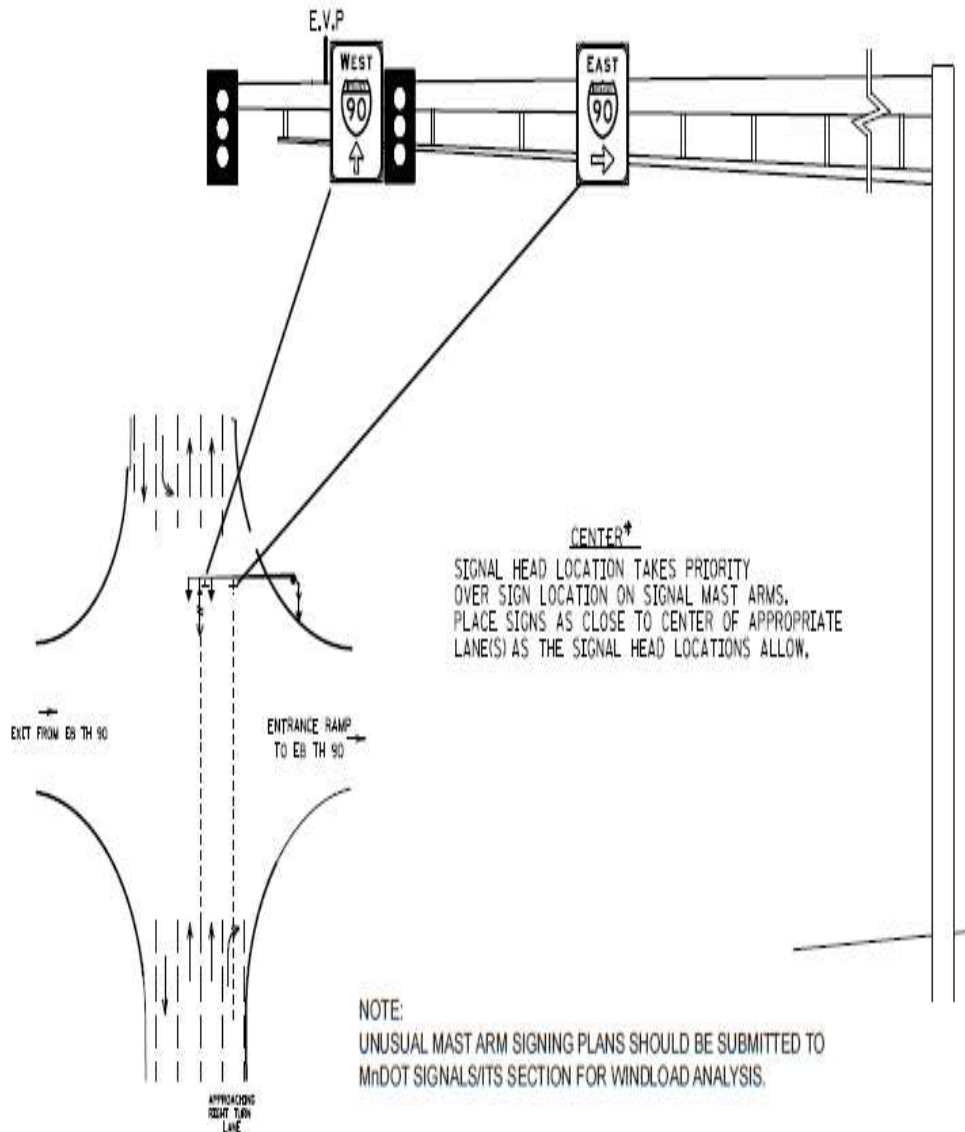 E.V.P
WEST
90
EAST
90
CENTER*
SIGNAL HEAD LOCATION TAKES PRIORITY
OVER SIGN LOCATION ON SIGNAL MAST ARMS.
PLACE SIGNS AS CLOSE TO CENTER OF APPROPRIATE
LANE(S) AS THE SIGNAL HEAD LOCATIONS ALLOW.
EXIT FROM EB TH 90
ENTRANCE RAMP
TO EB TH 90
NOTE:
UNUSUAL MAST ARM SIGNING PLANS SHOULD BE SUBMITTED TO
MnDOT SIGNALS/ITS SECTION FOR WINDLOAD ANALYSIS.
APPROACHING
RIGHT TURN
LANE